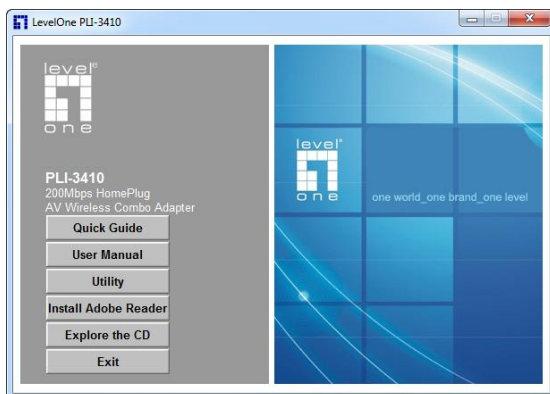 LevelOne PLI-3410
level®
one
PLI-3410
200Mbps HomePlug
AV Wireless Combo Adapter
Quick Guide
User Manual
Utility
Install Adobe Reader
Explore the CD
Exit
level®
one
one world_one brand_one level